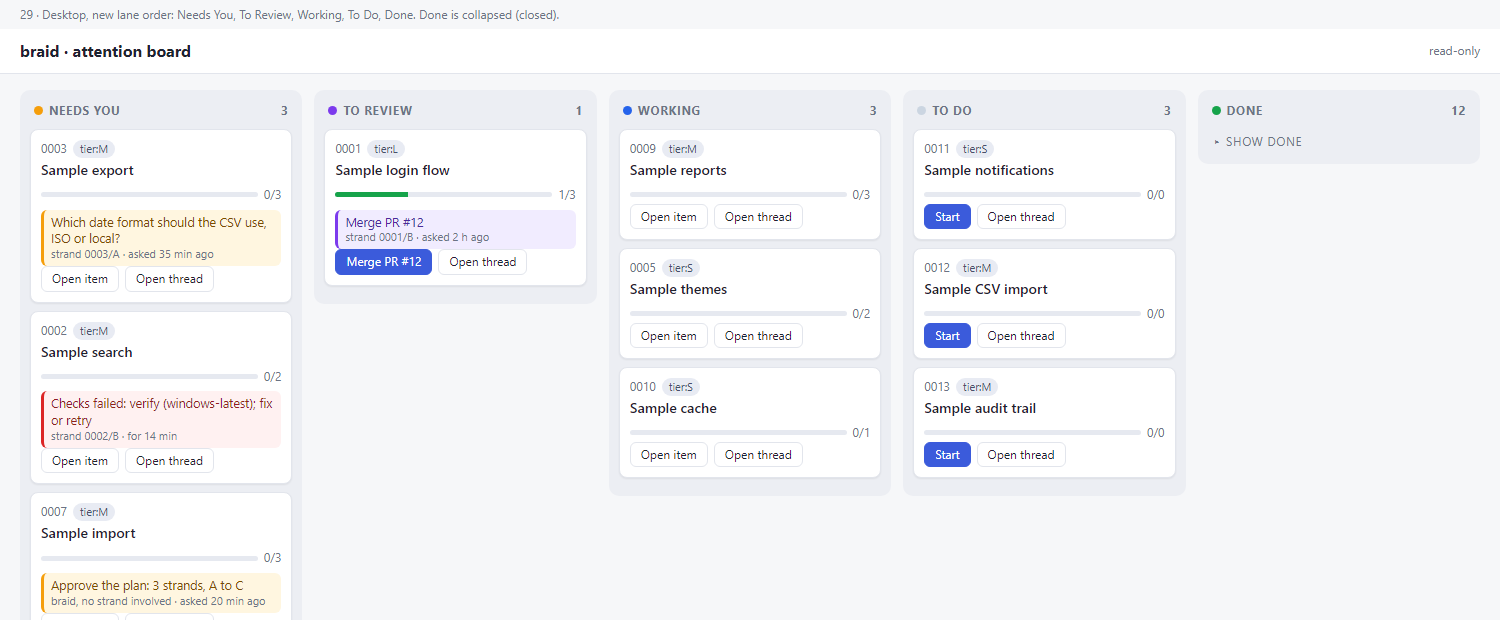 29 · Desktop, new lane order: Needs You, To Review, Working, To Do, Done. Done is collapsed (closed).
braid · attention board
read-only
NEEDS YOU 3
0003 tier:M
Sample export
0/3
Which date format should the CSV use,
ISO or local?
strand 0003/A · asked 35 min ago
Open item Open thread
0002 tier:M
Sample search
0/2
Checks failed: verify (windows-latest); fix
or retry
strand 0002/B · for 14 min
Open item Open thread
0007 tier:M
Sample import
0/3
Approve the plan: 3 strands, A to C
braid, no strand involved · asked 20 min ago
TO REVIEW 1
0001 tier:L
Sample login flow
1/3
Merge PR #12
strand 0001/B · asked 2 h ago
Merge PR #12 Open thread
WORKING 3
0009 tier:M
Sample reports
0/3
Open item Open thread
0005 tier:S
Sample themes
0/2
Open item Open thread
0010 tier:S
Sample cache
0/1
Open item Open thread
TO DO 3
0011 tier:S
Sample notifications
0/0
Start Open thread
0012 tier:M
Sample CSV import
0/0
Start Open thread
0013 tier:M
Sample audit trail
0/0
Start Open thread
DONE 12
▸ SHOW DONE